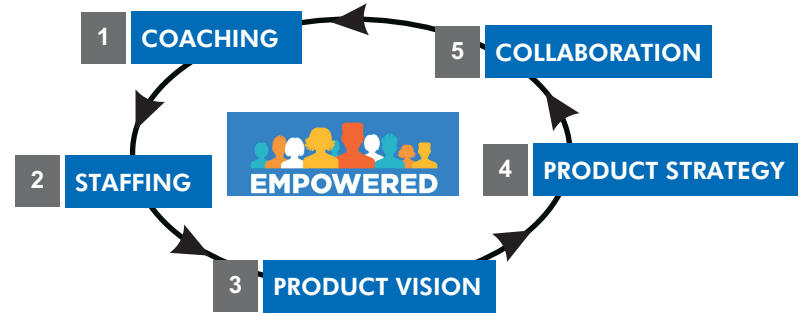 1 COACHING
2 STAFFING
3 PRODUCT VISION
4 PRODUCT STRATEGY
5 COLLABORATION
EMPOWERED